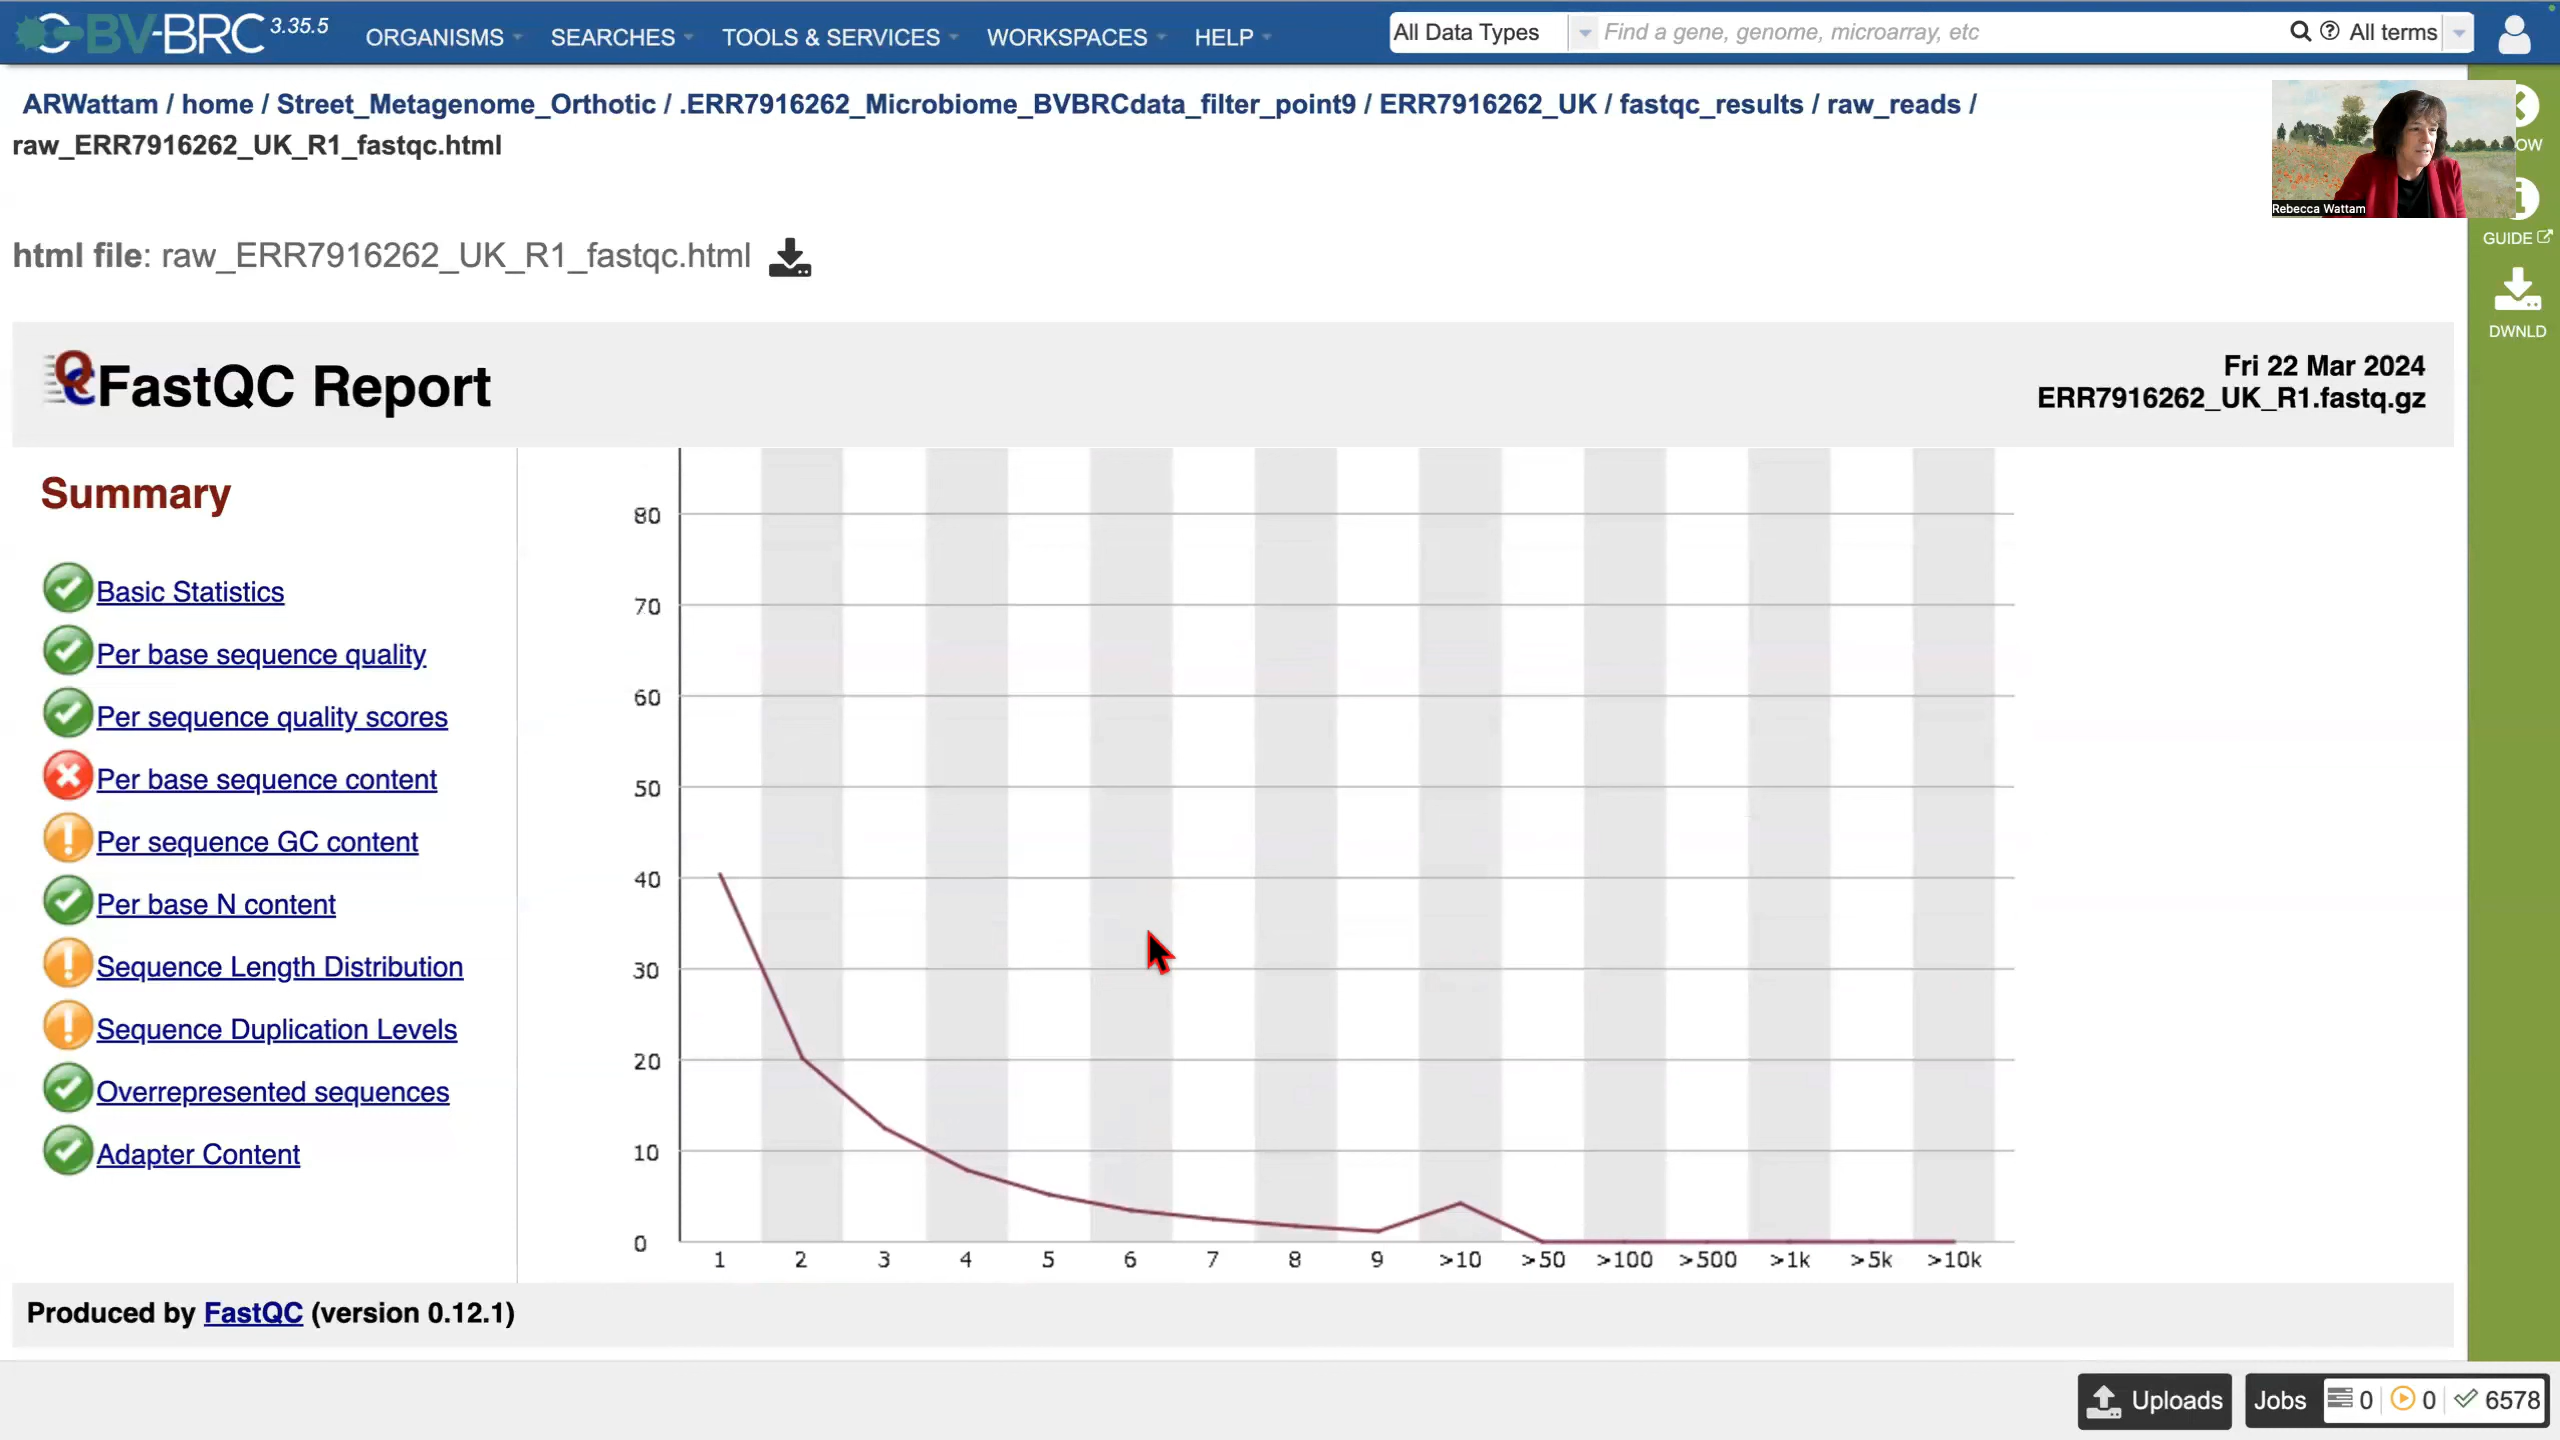 BV-BRC 3.35.5 ORGANISMS SEARCHES TOOLS & SERVICES WORKSPACES HELP All Data Types Find a gene, genome, microarray, etc All terms
ARWattam / home / Street_Metagenome_Orthotic / .ERR7916262_Microbiome_BVBRCdata_filter_point9 / ERR7916262_UK / fastqc_results / raw_reads /
raw_ERR7916262_UK_R1_fastqc.html
OW
Rebecca Wattam
GUIDE
html file: raw_ERR7916262_UK_R1_fastqc.html
DWNLD
FastQC Report
Fri 22 Mar 2024
ERR7916262_UK_R1.fastq.gz
Summary
Basic Statistics
Per base sequence quality
Per sequence quality scores
Per base sequence content
Per sequence GC content
Per base N content
Sequence Length Distribution
Sequence Duplication Levels
Overrepresented sequences
Adapter Content
80
70
60
50
40
30
20
10
0
1 2 3 4 5 6 7 8 9 >10 >50 >100 >500 >1k >5k >10k
Produced by FastQC (version 0.12.1)
Uploads Jobs 0 0 6578